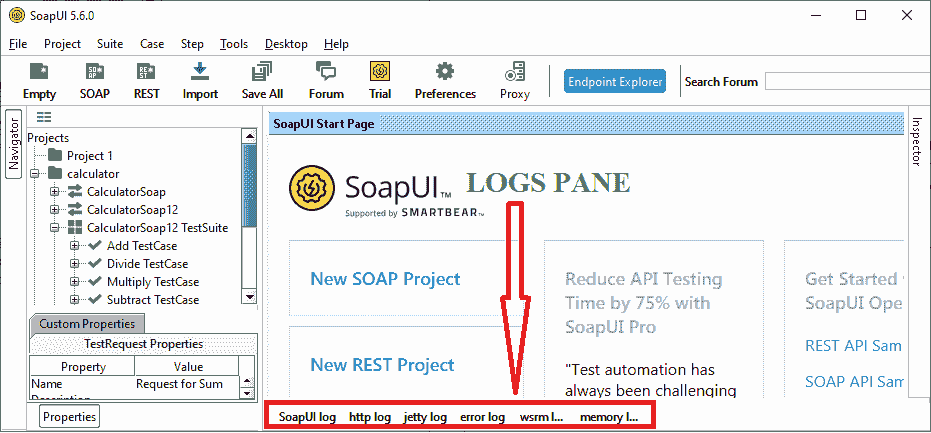 SoapUI 5.6.0
File Project Suite Case Step Tools Desktop Help
Empty SOAP REST Import Save All Forum Trial Preferences Proxy Endpoint Explorer Search Forum
Navigator
Projects
Project 1
calculator
CalculatorSoap
CalculatorSoap12
CalculatorSoap12 TestSuite
Add TestCase
Divide TestCase
Multiply TestCase
Subtract TestCase
Custom Properties
TestRequest Properties
Property Value
Name Request for Sum
Description
Properties
SoapUI Start Page
Inspector
SoapUI™ LOGS PANE
Supported by SMARTBEAR™
New SOAP Project
New REST Project
Reduce API Testing
Time by 75% with
SoapUI Pro
"Test automation has
always been challenging
Get Started
SoapUI Ope
REST API Sam
SOAP API Sam
SoapUI log http log jetty log error log wsrm l... memory l...